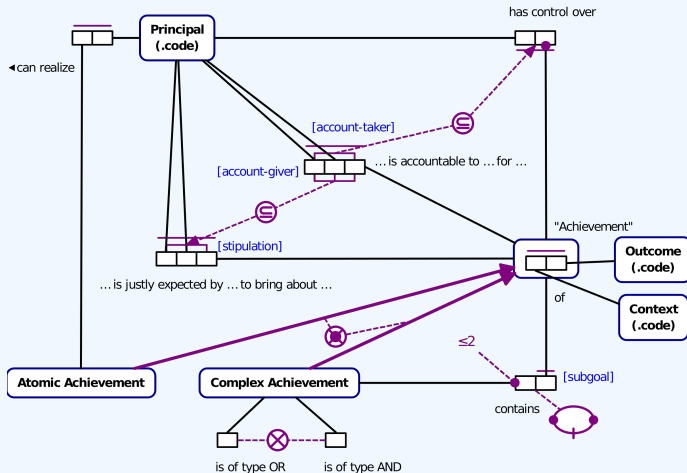 has control over
Principal
(.code)
◄can realize
[account-taker]
⊆
[account-giver]
... is accountable to ... for ...
⊆
[stipulation]
"Achievement"
Outcome
(.code)
... is justly expected by ... to bring about ...
of
Context
(.code)
≤2
Atomic Achievement
Complex Achievement
[subgoal]
contains
is of type OR
is of type AND